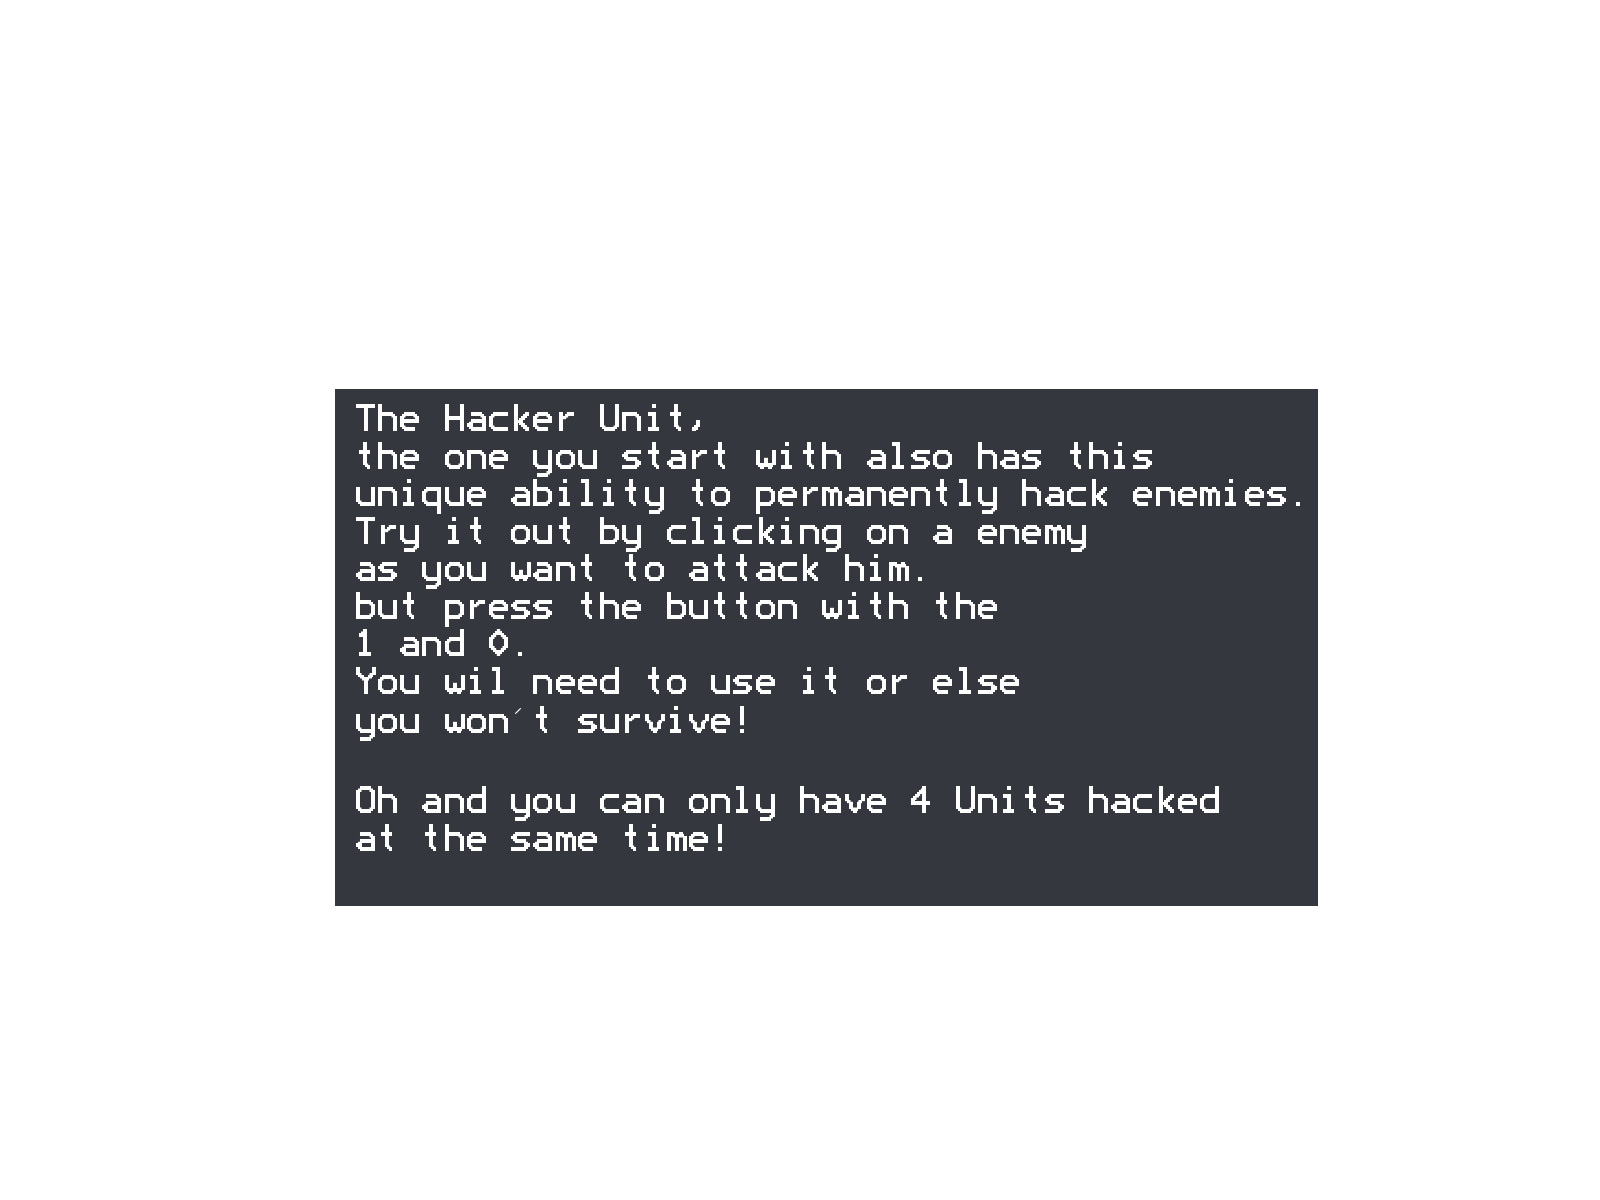 The Hacker Unit,
the one you start with also has this
unique ability to permanently hack enemies.
Try it out by clicking on a enemy
as you want to attack him.
but press the button with the
1 and 0.
You wil need to use it or else
you won´t survive!
Oh and you can only have 4 Units hacked
at the same time!